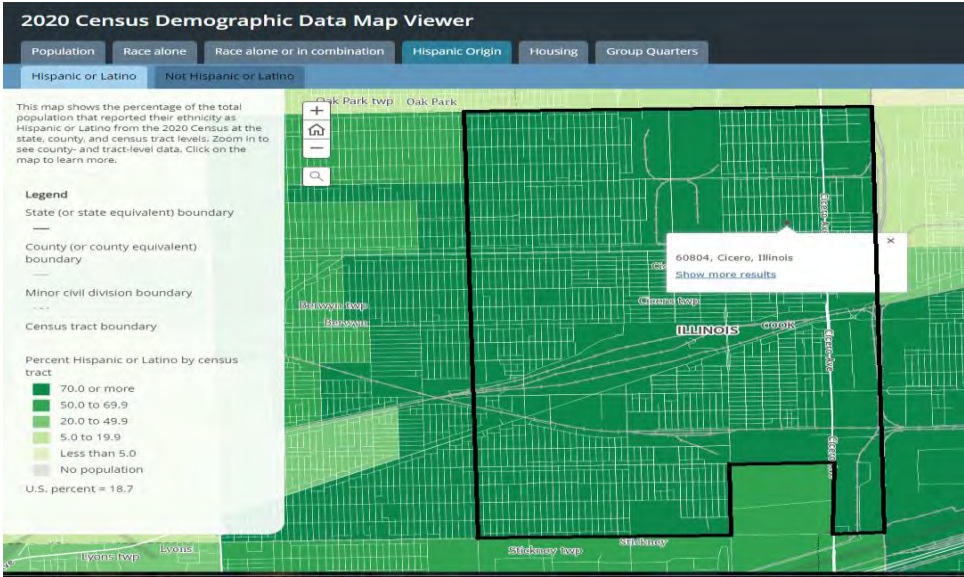 2020 Census Demographic Data Map Viewer
Population Race alone Race alone or in combination Hispanic Origin Housing Group Quarters
Hispanic or Latino Not Hispanic or Latino
This map shows the percentage of the total
population that reported their ethnicity as
Hispanic or Latino from the 2020 Census at the
state, county, and census tract levels. Zoom in to
see county- and tract-level data. Click on the
map to learn more.
Legend
State (or state equivalent) boundary
County (or county equivalent)
boundary
Minor civil division boundary
Census tract boundary
Percent Hispanic or Latino by census
tract
70.0 or more
50.0 to 69.9
20.0 to 49.9
5.0 to 19.9
Less than 5.0
No population
U.S. percent = 18.7
+
−
Oak Park twp Oak Park
Cicero Ave
×
60804, Cicero, Illinois
Show more results
Cicero twp
Berwyn twp
Berwyn
ILLINOIS COOK
Cicero Ave
Cicero
Lyons twp Lyons
Stickney twp Stickney